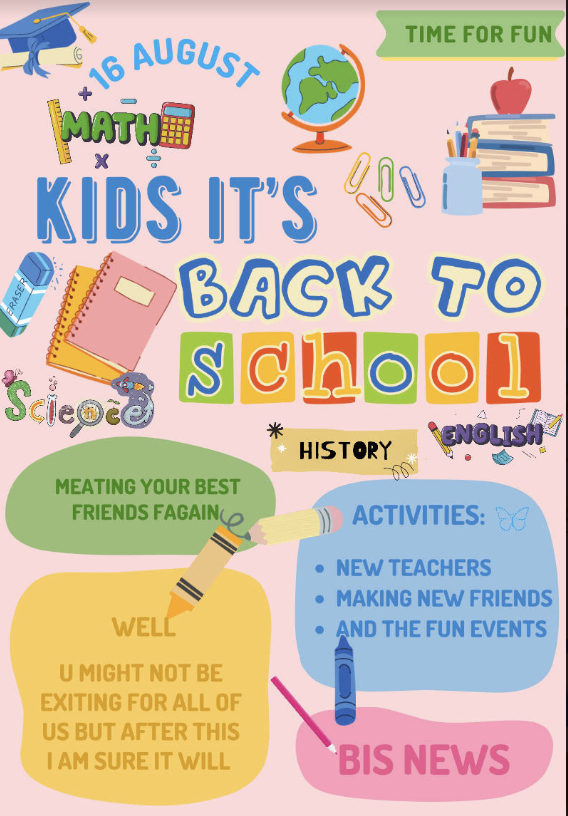 TIME FOR FUN
16 AUGUST
MATH
KIDS IT'S
ERASER
BACK TO
school
Science
HISTORY
ENGLISH
MEATING YOUR BEST
FRIENDS FAGAIN
ACTIVITIES:
• NEW TEACHERS
• MAKING NEW FRIENDS
• AND THE FUN EVENTS
WELL
U MIGHT NOT BE
EXITING FOR ALL OF
US BUT AFTER THIS
I AM SURE IT WILL
BIS NEWS